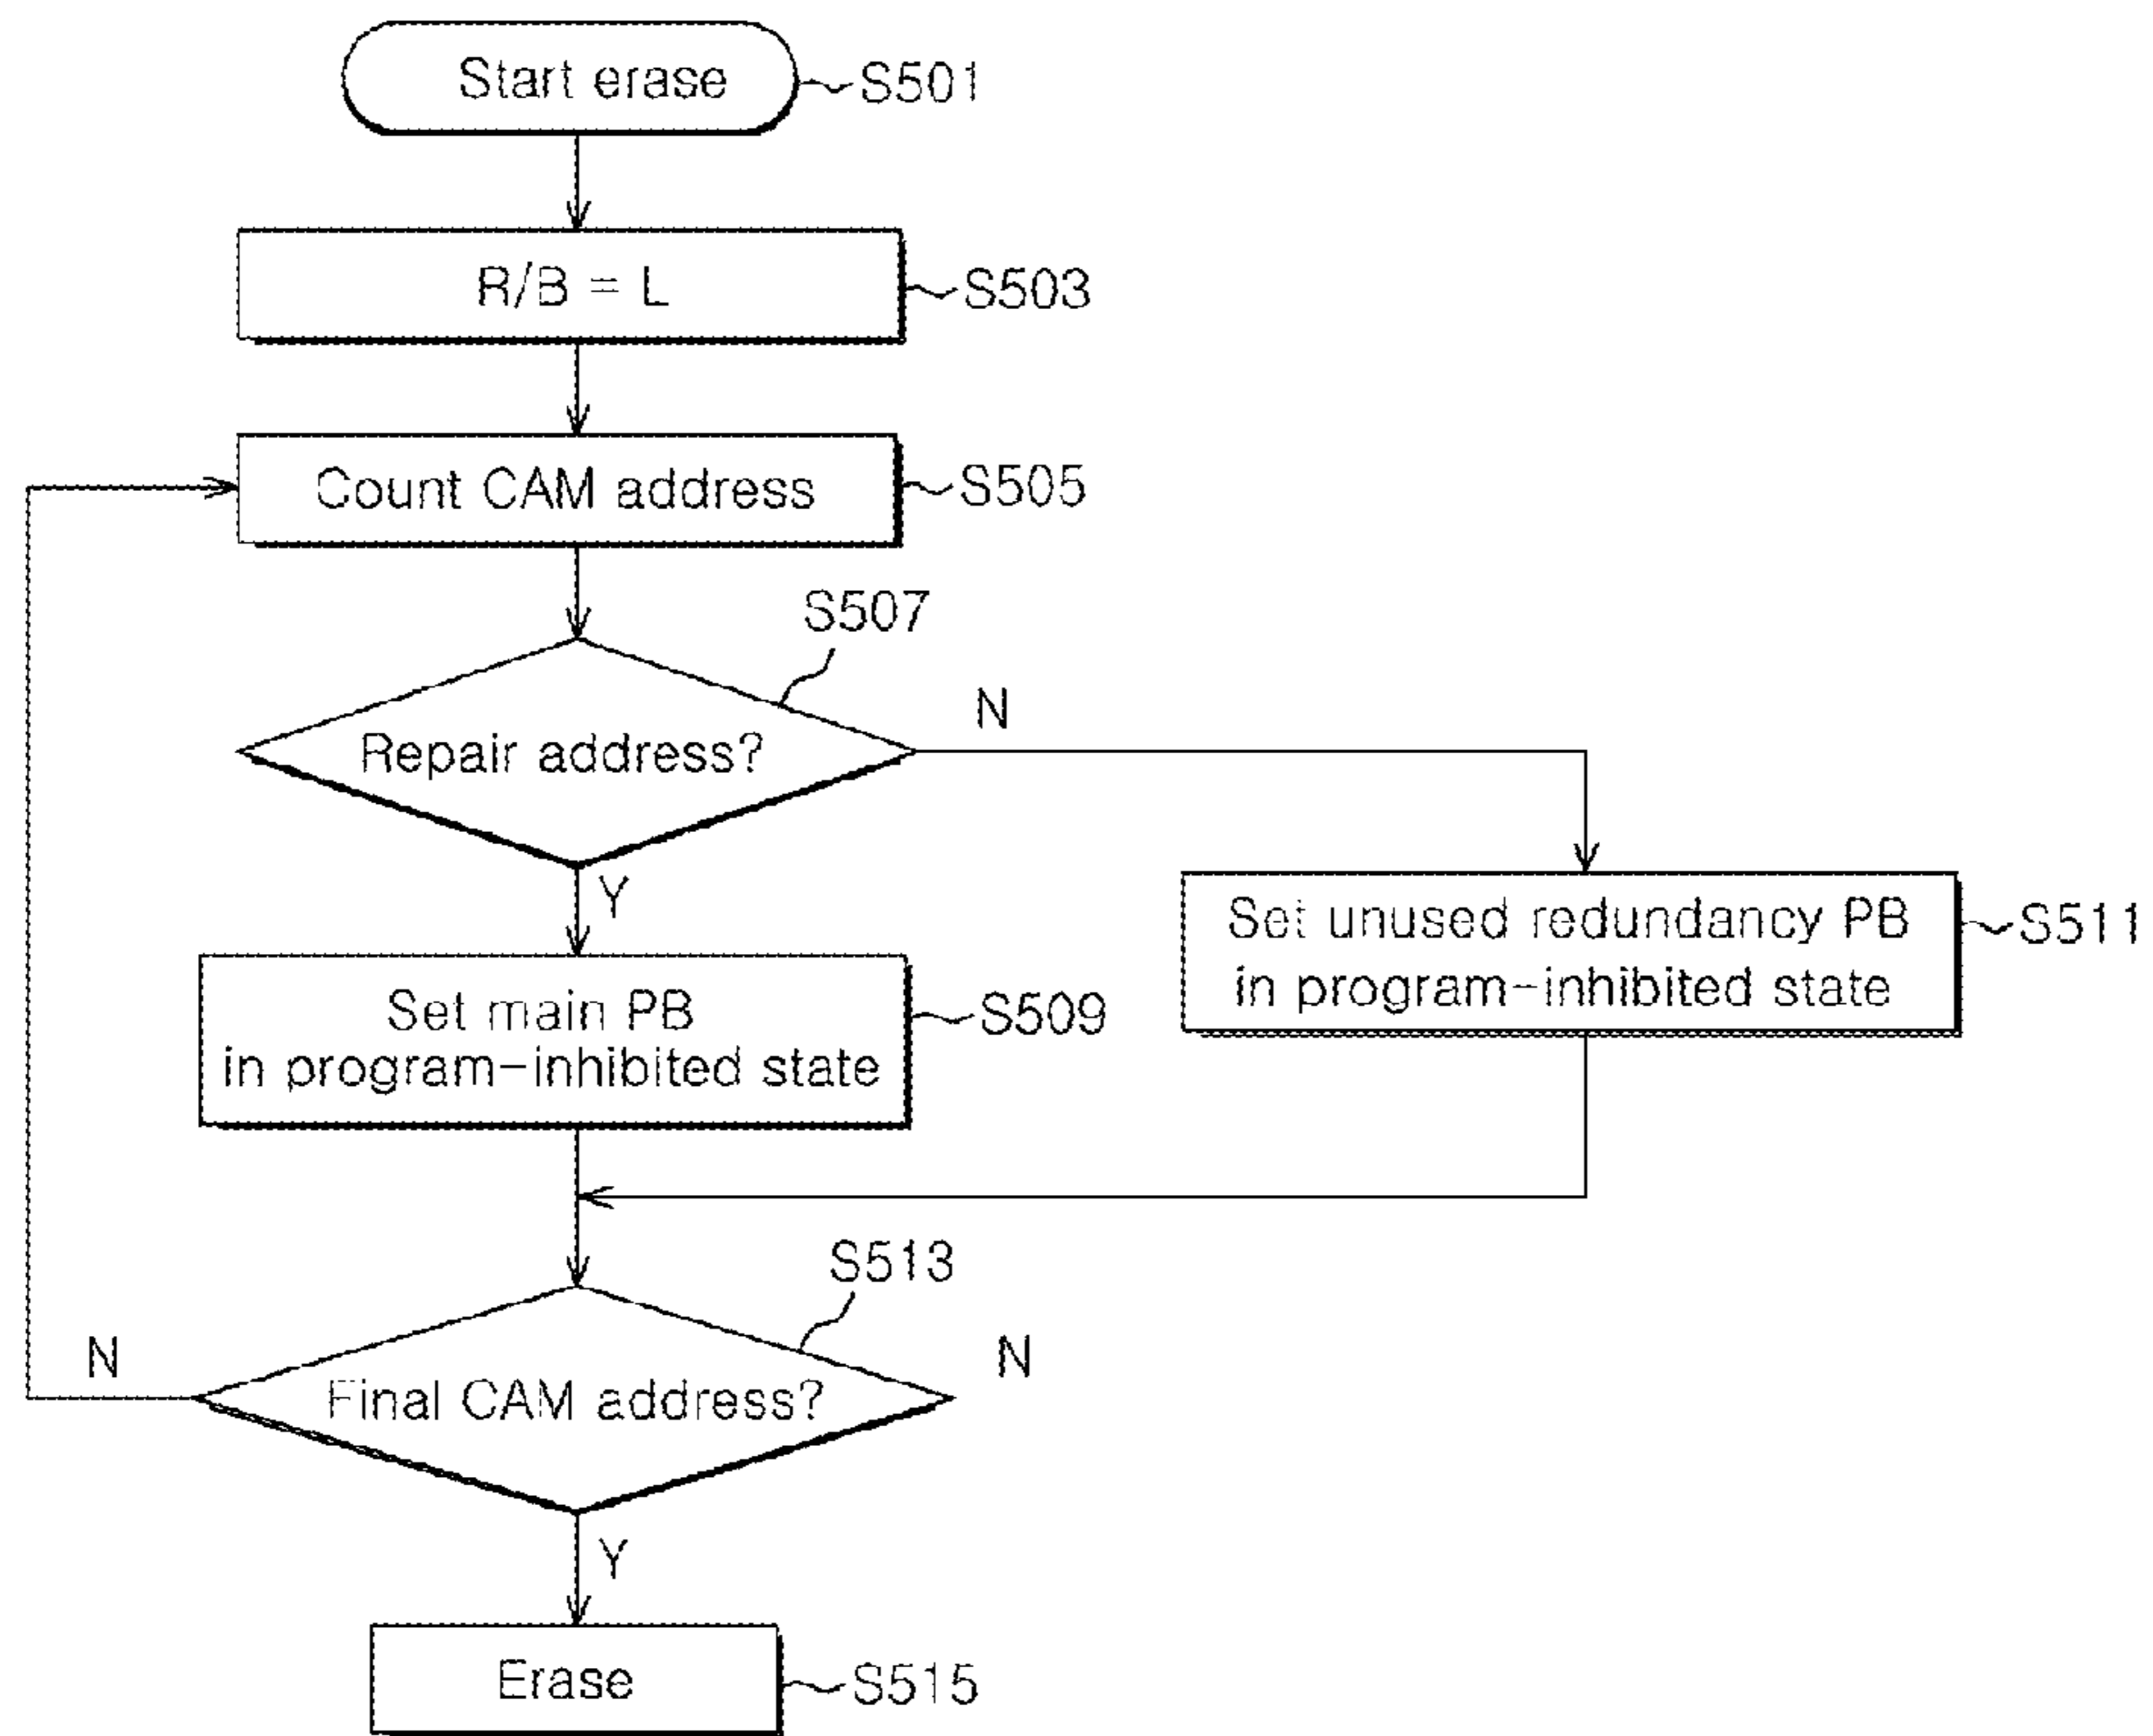 Start erase
S501
R/B = L
S503
Count CAM address
S505
S507
Repair address?
N
Y
Set unused redundancy PB
in program-inhibited state
S511
Set main PB
in program-inhibited state
S509
S513
N
Final CAM address?
N
Y
Erase
S515